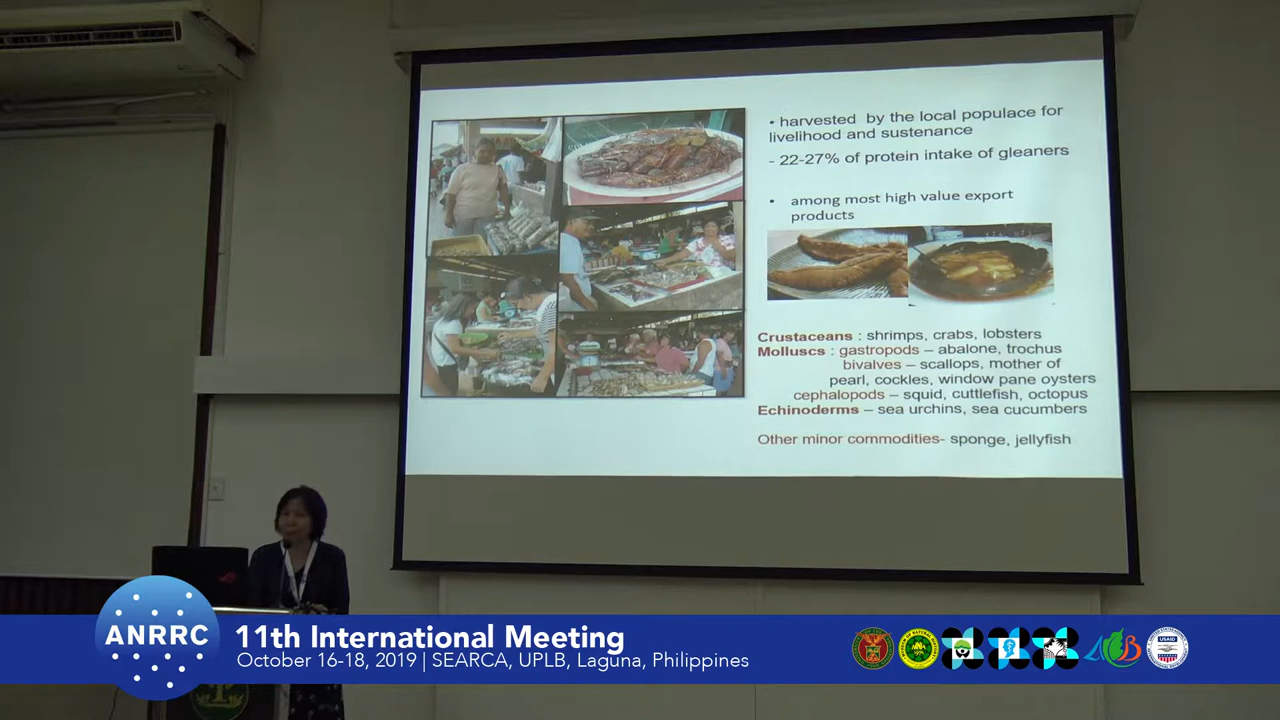 • harvested by the local populace for
livelihood and sustenance
- 22-27% of protein intake of gleaners
• among most high value export
products
Crustaceans : shrimps, crabs, lobsters
Molluscs : gastropods – abalone, trochus
bivalves – scallops, mother of
pearl, cockles, window pane oysters
cephalopods – squid, cuttlefish, octopus
Echinoderms – sea urchins, sea cucumbers
Other minor commodities- sponge, jellyfish
ANRRC
11th International Meeting
October 16-18, 2019 | SEARCA, UPLB, Laguna, Philippines
USAID